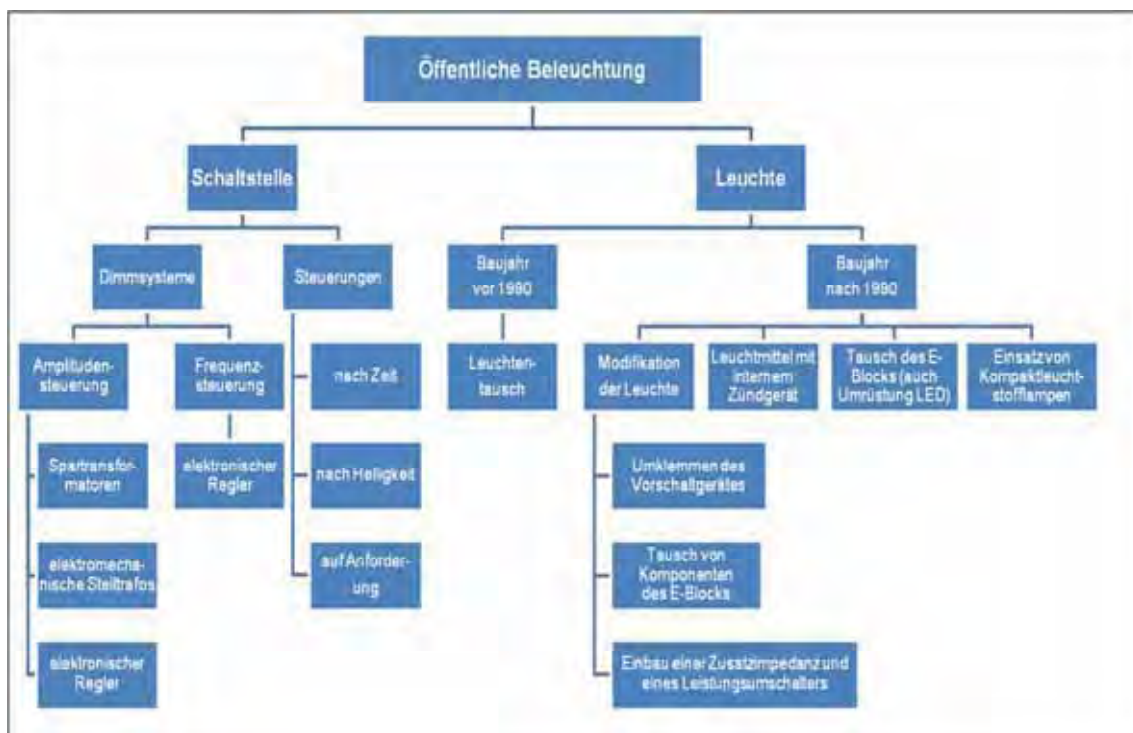 Öffentliche Beleuchtung
Schaltstelle
Leuchte
Dimmsysteme
Steuerungen
Baujahr
vor 1990
Baujahr
nach 1990
Amplituden-
steuerung
Frequenz-
steuerung
nach Zeit
Leuchten-
tausch
Modifikation
der Leuchte
Leuchtmittel mit
internem
Zündgerät
Tausch des E-
Blocks (auch
Umrüstung LED)
Einsatz von
Kompaktleucht-
stofflampen
Spartransfor-
matoren
elektronischer
Regler
nach Helligkeit
Umklemmen des
Vorschaltgerätes
elektromecha-
nische Stelltrafos
auf Anforder-
ung
Tausch von
Komponenten
des E-Blocks
elektronischer
Regler
Einbau einer Zusatzimpedanz und
eines Leistungsumschalters